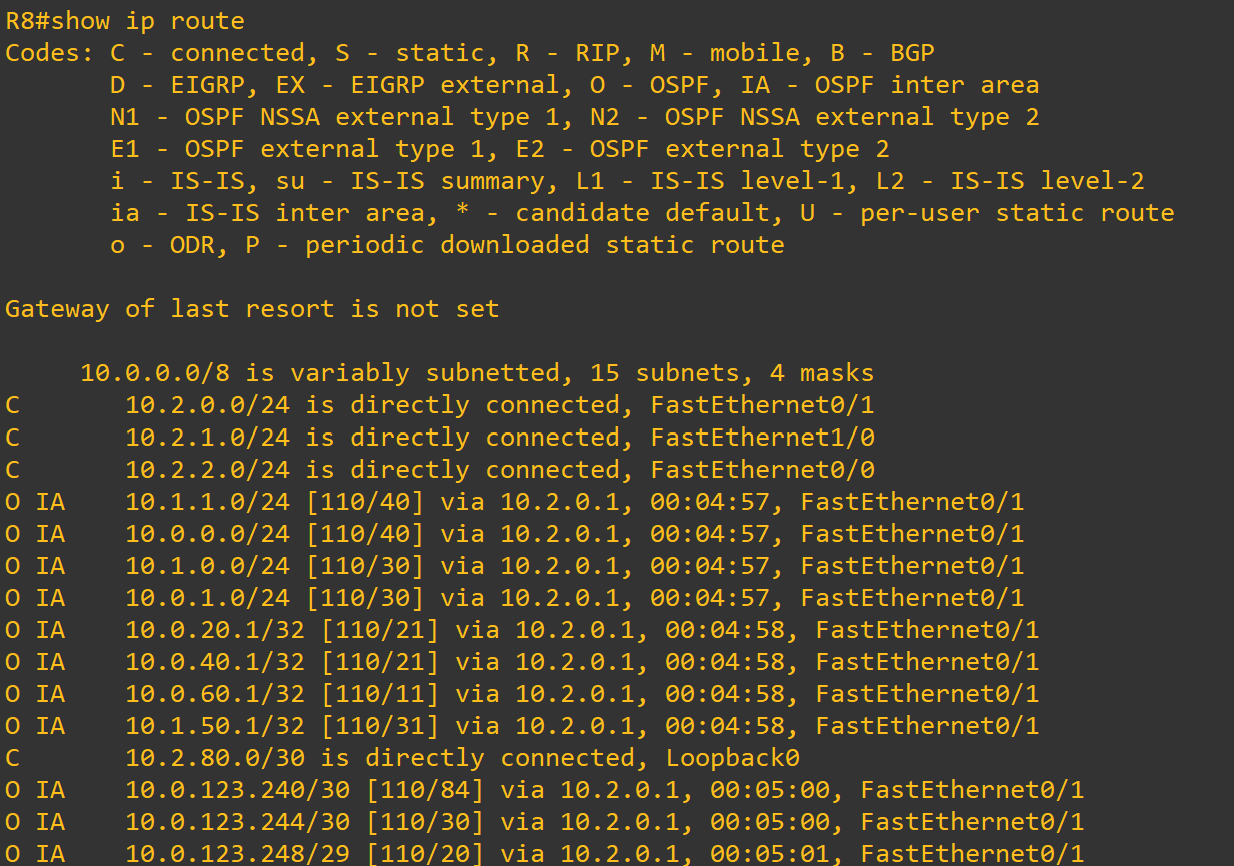 R8#show ip route
Codes: C - connected, S - static, R - RIP, M - mobile, B - BGP
       D - EIGRP, EX - EIGRP external, O - OSPF, IA - OSPF inter area
       N1 - OSPF NSSA external type 1, N2 - OSPF NSSA external type 2
       E1 - OSPF external type 1, E2 - OSPF external type 2
       i - IS-IS, su - IS-IS summary, L1 - IS-IS level-1, L2 - IS-IS level-2
       ia - IS-IS inter area, * - candidate default, U - per-user static route
       o - ODR, P - periodic downloaded static route

Gateway of last resort is not set

     10.0.0.0/8 is variably subnetted, 15 subnets, 4 masks
C       10.2.0.0/24 is directly connected, FastEthernet0/1
C       10.2.1.0/24 is directly connected, FastEthernet1/0
C       10.2.2.0/24 is directly connected, FastEthernet0/0
O IA    10.1.1.0/24 [110/40] via 10.2.0.1, 00:04:57, FastEthernet0/1
O IA    10.0.0.0/24 [110/40] via 10.2.0.1, 00:04:57, FastEthernet0/1
O IA    10.1.0.0/24 [110/30] via 10.2.0.1, 00:04:57, FastEthernet0/1
O IA    10.0.1.0/24 [110/30] via 10.2.0.1, 00:04:57, FastEthernet0/1
O IA    10.0.20.1/32 [110/21] via 10.2.0.1, 00:04:58, FastEthernet0/1
O IA    10.0.40.1/32 [110/21] via 10.2.0.1, 00:04:58, FastEthernet0/1
O IA    10.0.60.1/32 [110/11] via 10.2.0.1, 00:04:58, FastEthernet0/1
O IA    10.1.50.1/32 [110/31] via 10.2.0.1, 00:04:58, FastEthernet0/1
C       10.2.80.0/30 is directly connected, Loopback0
O IA    10.0.123.240/30 [110/84] via 10.2.0.1, 00:05:00, FastEthernet0/1
O IA    10.0.123.244/30 [110/30] via 10.2.0.1, 00:05:00, FastEthernet0/1
O IA    10.0.123.248/29 [110/20] via 10.2.0.1, 00:05:01, FastEthernet0/1